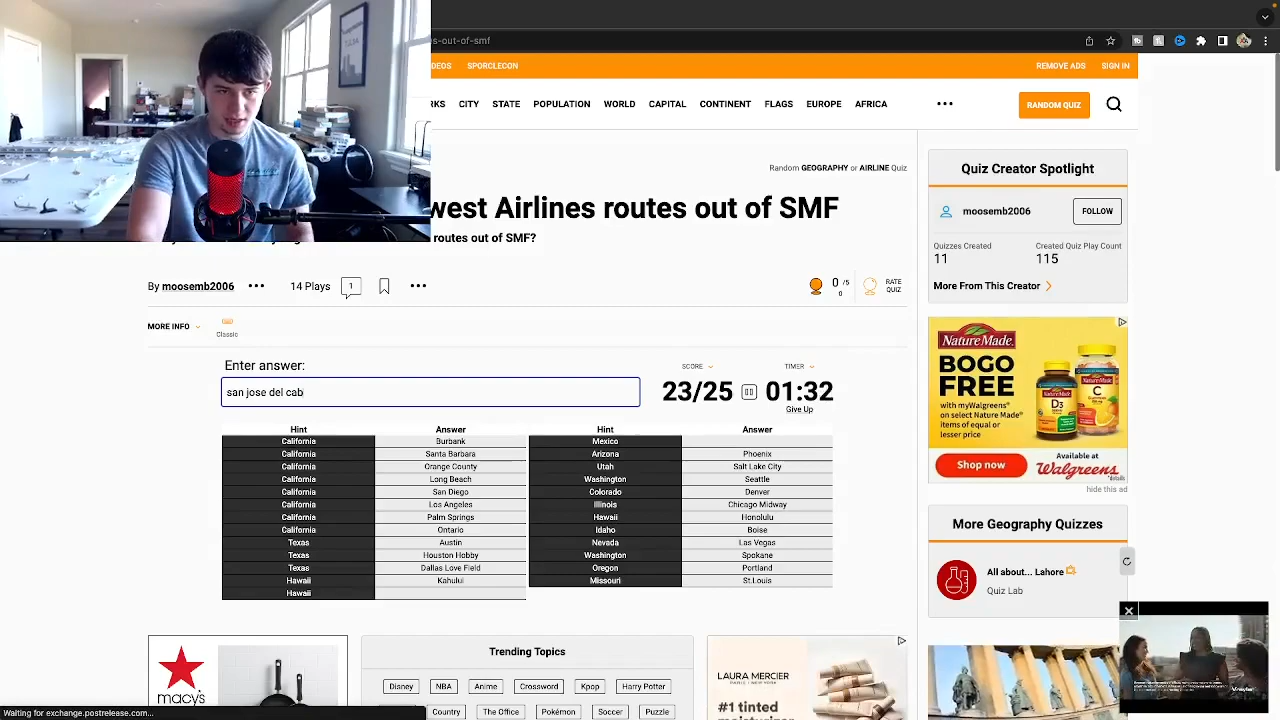 s-out-of-smf
DEOS SPORCLECON REMOVE ADS SIGN IN
RKS CITY STATE POPULATION WORLD CAPITAL CONTINENT FLAGS EUROPE AFRICA ••• RANDOM QUIZ
Random GEOGRAPHY or AIRLINE Quiz
west Airlines routes out of SMF
routes out of SMF?
By moosemb2006 ••• 14 Plays 1 •••
0 /5
0
RATE
QUIZ
MORE INFO
Classic
Enter answer:
san jose del cab
SCORE
23/25
TIMER
01:32
Give Up
Hint Answer Hint Answer
California Burbank Mexico
California Santa Barbara Arizona Phoenix
California Orange County Utah Salt Lake City
California Long Beach Washington Seattle
California San Diego Colorado Denver
California Los Angeles Illinois Chicago Midway
California Palm Springs Hawaii Honolulu
California Ontario Idaho Boise
Texas Austin Nevada Las Vegas
Texas Houston Hobby Washington Spokane
Texas Dallas Love Field Oregon Portland
Hawaii Kahului Missouri St.Louis
Hawaii
Quiz Creator Spotlight
moosemb2006 FOLLOW
Quizzes Created Created Quiz Play Count
11 115
More From This Creator
NATURE MADE
BOGO
FREE
with myWalgreens®
on select Nature Made®
items of equal or
lesser price
Shop now
Available at
Walgreens
hide this ad
More Geography Quizzes
All about... Lahore
Quiz Lab
macys
Trending Topics
Disney NBA Anime Crossword Kpop Harry Potter
Country The Office Pokémon Soccer Puzzle
LAURA MERCIER
#1 tinted
moisturizer
Waiting for exchange.postrelease.com...